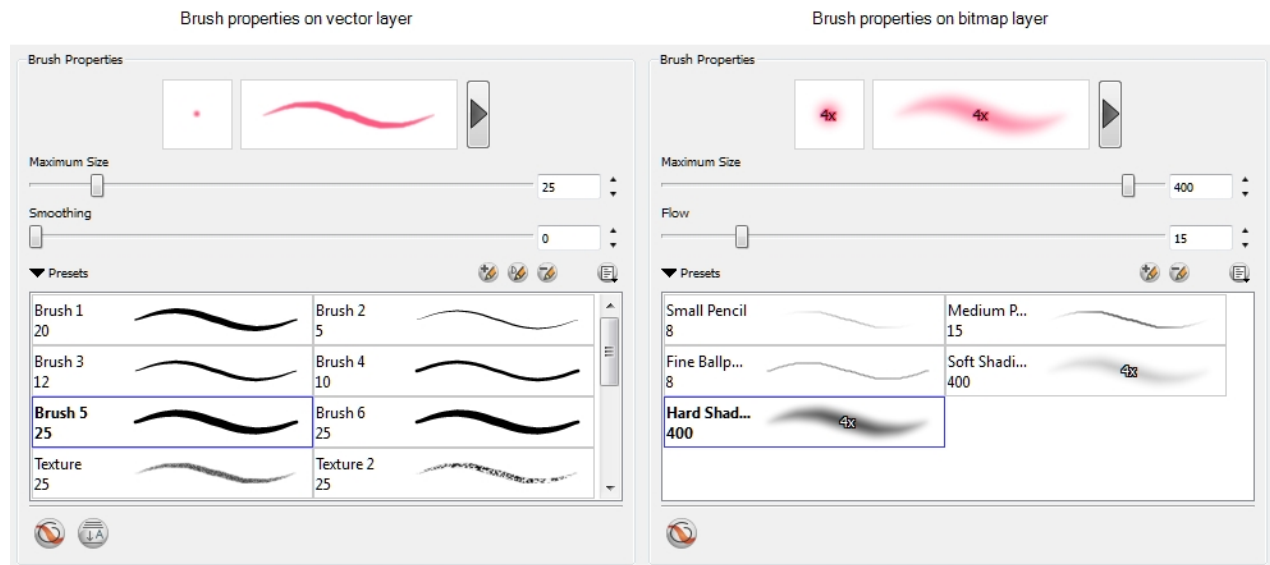 Brush properties on vector layer
Brush properties on bitmap layer
Brush Properties
Maximum Size
25
Smoothing
0
Presets
Brush 1
20
Brush 2
5
Brush 3
12
Brush 4
10
Brush 5
25
Brush 6
25
Texture
25
Texture 2
25
A
Brush Properties
4x
4x
Maximum Size
400
Flow
15
Presets
Small Pencil
8
Medium P...
15
Fine Ballp...
8
Soft Shadi...
400
4x
Hard Shad...
400
4x